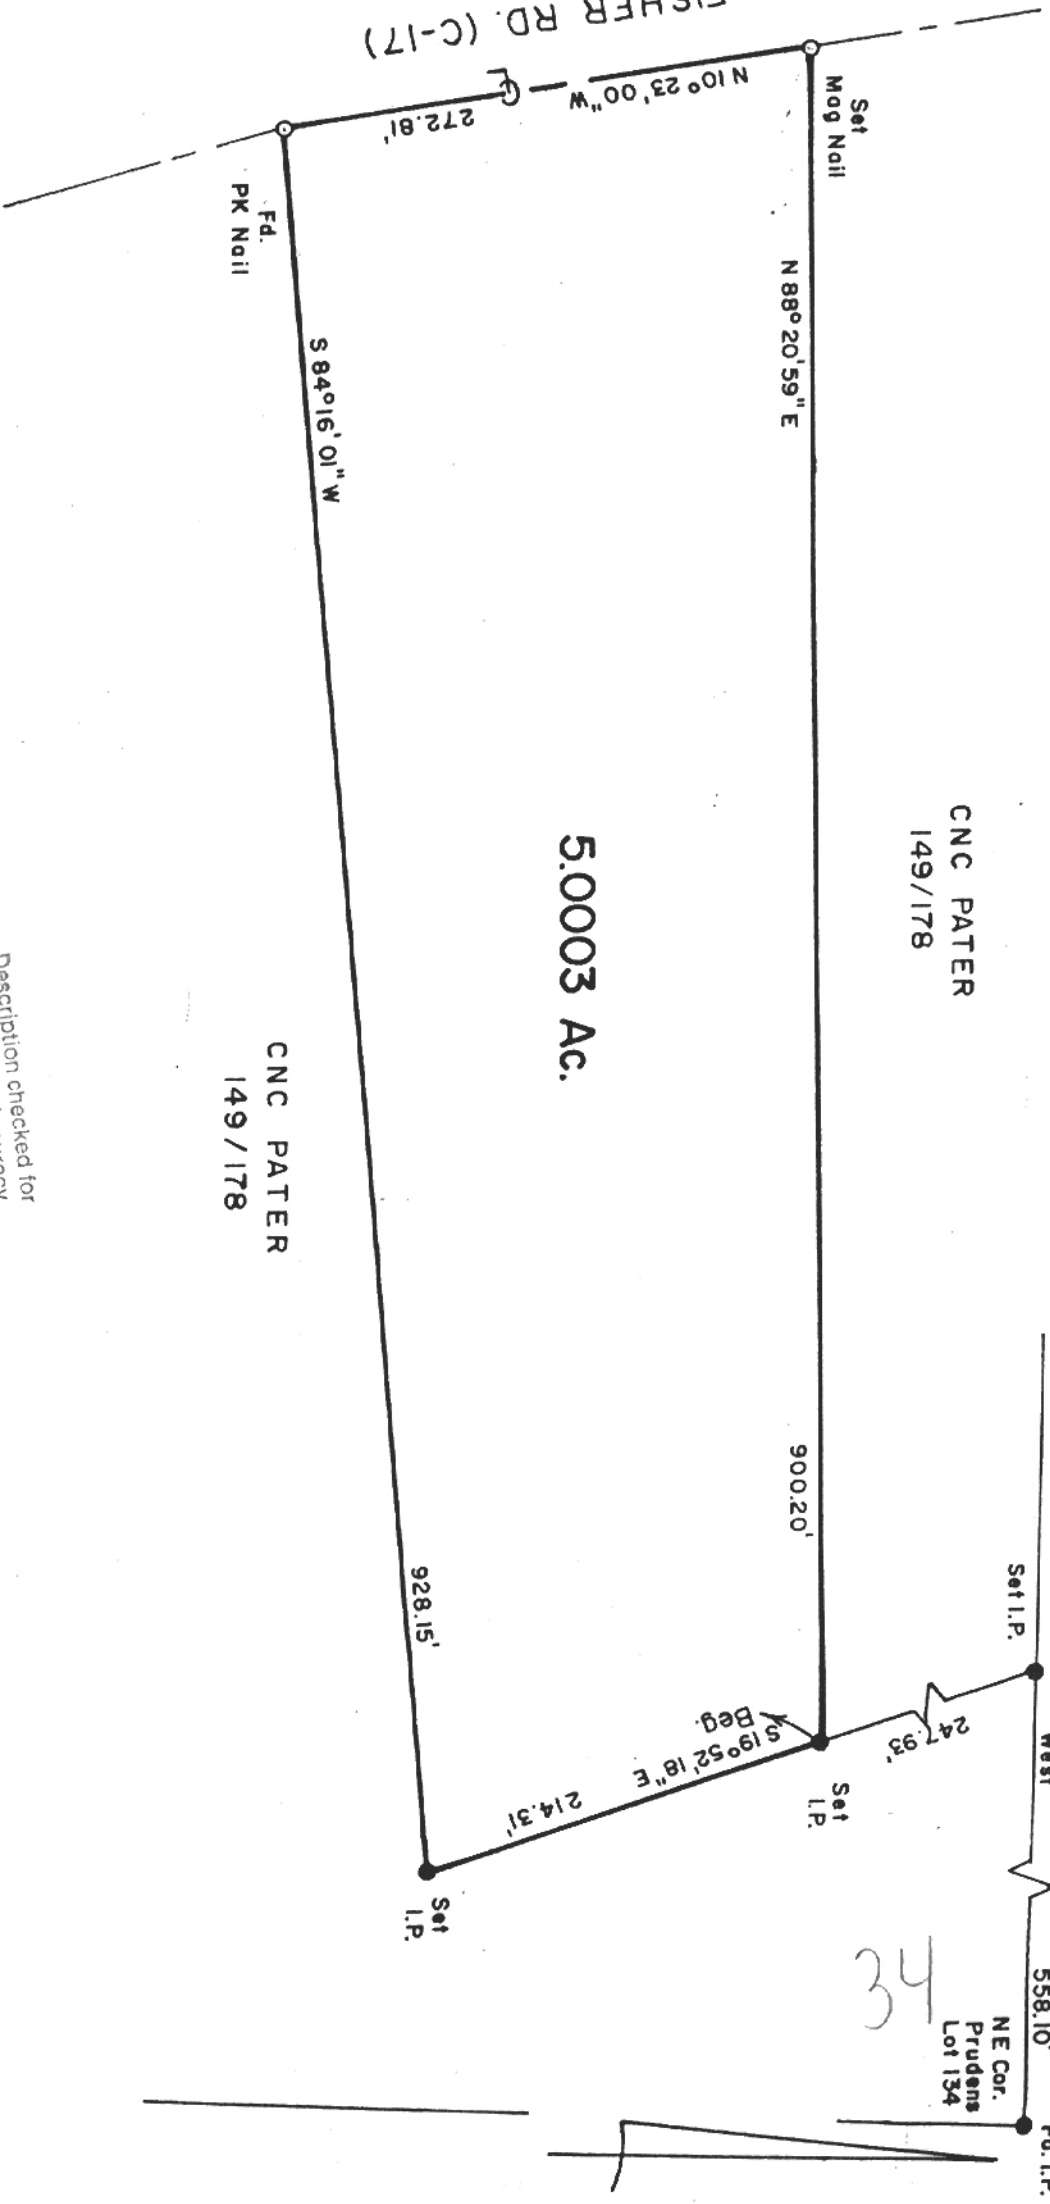 FISHER RD. (C-17)
N 10° 23' 00" W
272.81'
Set
Mag Nail
Fd.
PK Nail
N 88° 20' 59" E
900.20'
S 84° 16' 01" W
928.15'
CNC PATER
149/178
5.0003 Ac.
CNC PATER
149/178
Set I.P.
West
558.10'
247.93'
Beg.
S 19° 52' 18" E
214.31'
Set
I.P.
Set
I.P.
34
NE Cor.
Prudens
Lot 134
Fd. I.P.
Description checked for